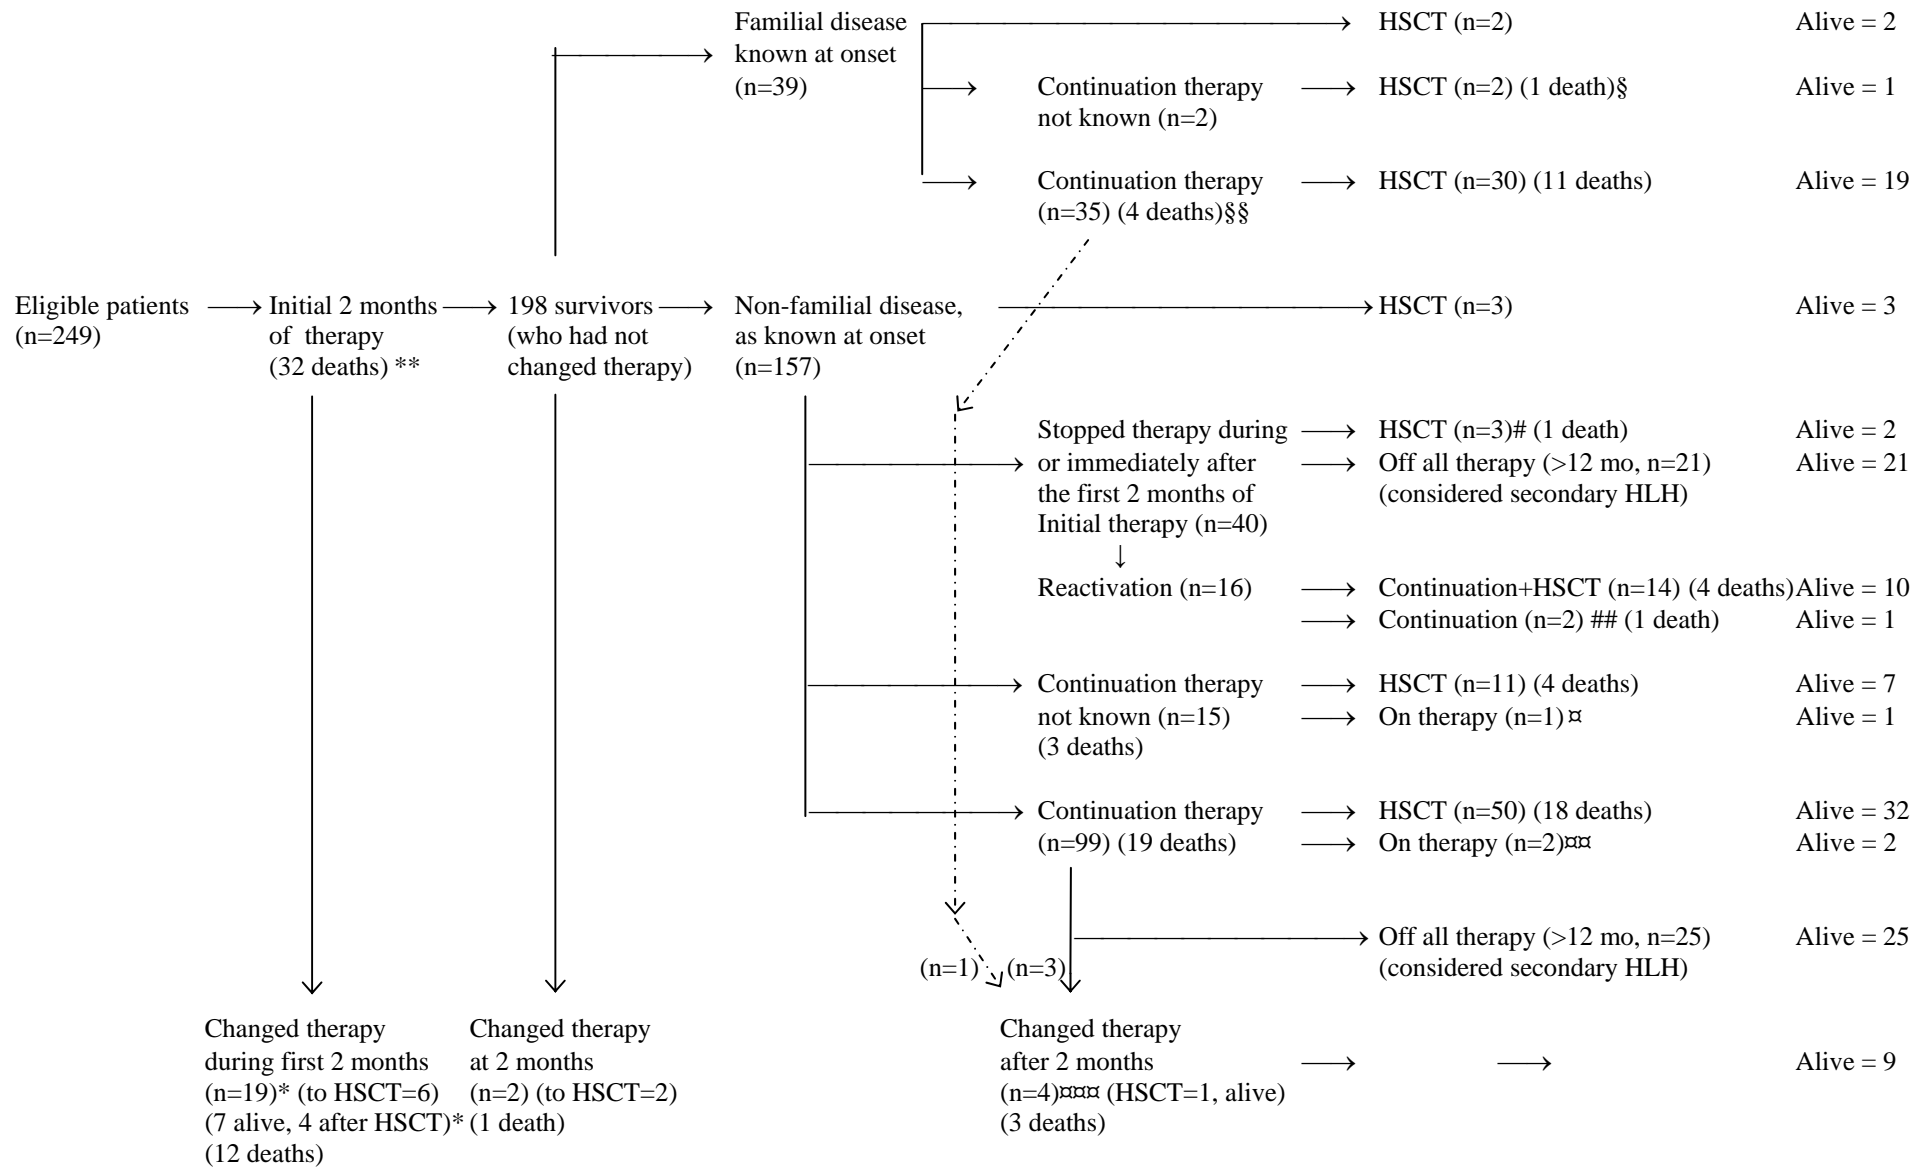 Familial disease
known at onset
(n=39)
HSCT (n=2)
Alive = 2
Continuation therapy
not known (n=2)
HSCT (n=2) (1 death)§
Alive = 1
Continuation therapy
(n=35) (4 deaths)§§
HSCT (n=30) (11 deaths)
Alive = 19
Eligible patients
(n=249)
Initial 2 months
of therapy
(32 deaths) **
198 survivors
(who had not
changed therapy)
Non-familial disease,
as known at onset
(n=157)
HSCT (n=3)
Alive = 3
Stopped therapy during
or immediately after
the first 2 months of
Initial therapy (n=40)
HSCT (n=3)# (1 death)
Alive = 2
Off all therapy (>12 mo, n=21)
(considered secondary HLH)
Alive = 21
Reactivation (n=16)
Continuation+HSCT (n=14) (4 deaths)
Alive = 10
Continuation (n=2) ## (1 death)
Alive = 1
Continuation therapy
not known (n=15)
(3 deaths)
HSCT (n=11) (4 deaths)
Alive = 7
On therapy (n=1) ¤
Alive = 1
Continuation therapy
(n=99) (19 deaths)
HSCT (n=50) (18 deaths)
Alive = 32
On therapy (n=2)¤¤
Alive = 2
Off all therapy (>12 mo, n=25)
(considered secondary HLH)
Alive = 25
(n=1)
(n=3)
Changed therapy
during first 2 months
(n=19)* (to HSCT=6)
(7 alive, 4 after HSCT)*
(12 deaths)
Changed therapy
at 2 months
(n=2) (to HSCT=2)
(1 death)
Changed therapy
after 2 months
(n=4)¤¤¤ (HSCT=1, alive)
(3 deaths)
Alive = 9